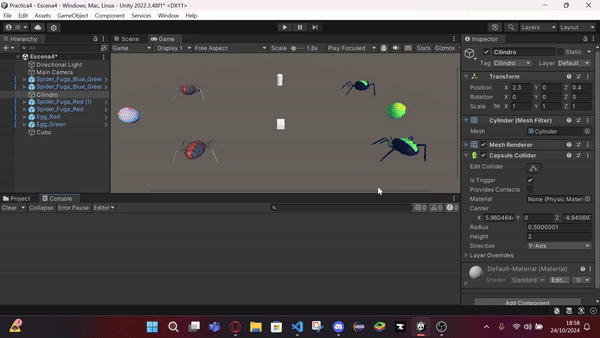 Practica4 - Escena4* - Windows, Mac, Linux - Unity 2022.3.48f1* <DX11>
File Edit Assets GameObject Component Services Window Help
IR
Layers Layout
Hierarchy Scene Game Inspector
All
Game Display 1 Free Aspect Scale 1.8x Play Focused Stats Gizmos
Escena4*
Directional Light
Main Camera
Spider_Fuga_Blue_Green
Spider_Fuga_Blue_Green
Cilindro
Spider_Fuga_Red (1)
Spider_Fuga_Red
Egg_Red
Egg_Green
Cubo
Cilindro Static
Tag Cilindro Layer Default
Transform
Position X 2.3 Y 0 Z 0.4
Rotation X 0 Y 0 Z 0
Scale X 1 Y 1 Z 1
Cylinder (Mesh Filter)
Mesh Cylinder
Mesh Renderer
Capsule Collider
Edit Collider
Is Trigger
Provides Contacts
Material None (Physic Materi
Center
X 5.960464 Y 0 Z -8.94069
Radius 0.5000001
Height 2
Direction Y-Axis
Layer Overrides
Default-Material (Material)
Shader Standard Edit...
Add Component
Project Console
Clear Collapse Error Pause Editor
0 0 0
18:58
24/10/2024